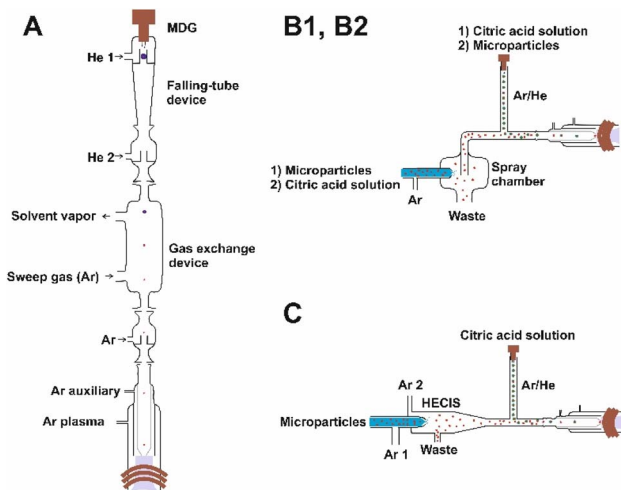 A
MDG
He 1
Falling-tube
device
He 2
Solvent vapor
Gas exchange
device
Sweep gas (Ar)
Ar
Ar auxiliary
Ar plasma
B1, B2
1) Citric acid solution
2) Microparticles
Ar/He
1) Microparticles
2) Citric acid solution
Ar
Spray
chamber
Waste
C
Citric acid solution
Ar/He
Ar 2
HECIS
Microparticles
Ar 1
Waste